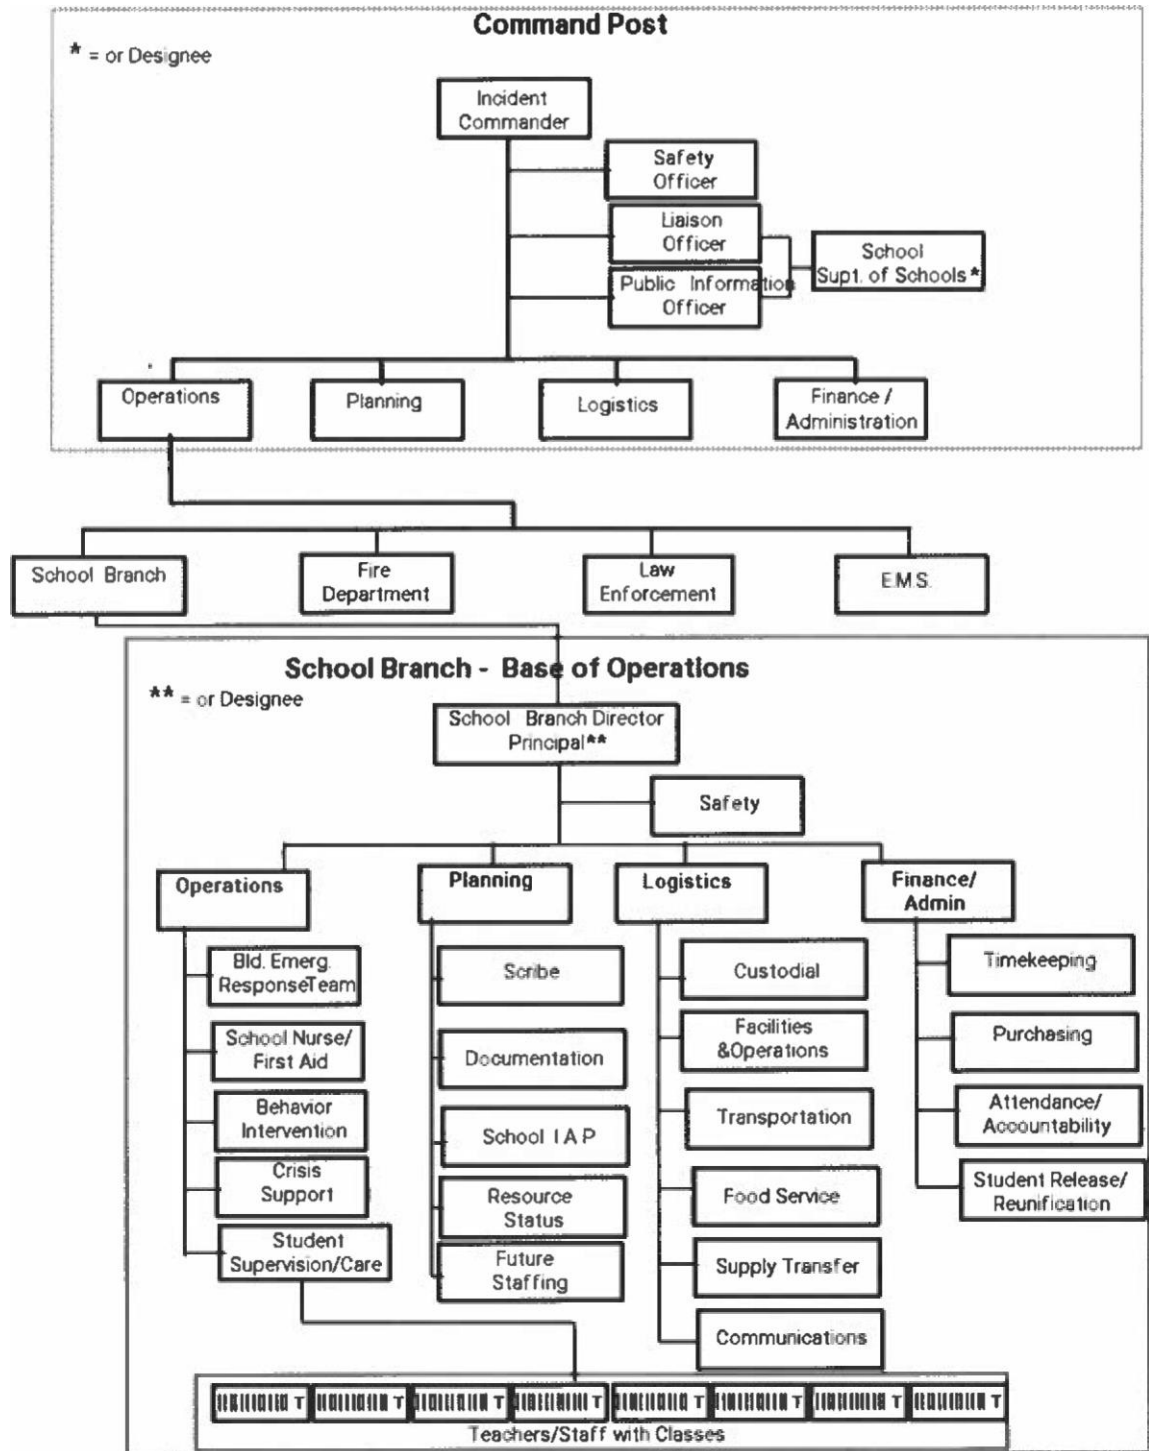 Command Post
* = or Designee
Incident
Commander
Safety
Officer
Liaison
Officer
School
Supt. of Schools*
Public Information
Officer
Operations
Planning
Logistics
Finance /
Administration
School Branch
Fire
Department
Law
Enforcement
E.M.S.
School Branch - Base of Operations
** = or Designee
School Branch Director
Principal**
Safety
Operations
Planning
Logistics
Finance/
Admin
Bld. Emerg.
ResponseTeam
School Nurse/
First Aid
Behavior
Intervention
Crisis
Support
Student
Supervision/Care
Scribe
Documentation
School I A P
Resource
Status
Future
Staffing
Custodial
Facilities
&Operations
Transportation
Food Service
Supply Transfer
Communications
Timekeeping
Purchasing
Attendance/
Accountability
Student Release/
Reunification
T T T T T T T T
Teachers/Staff with Classes